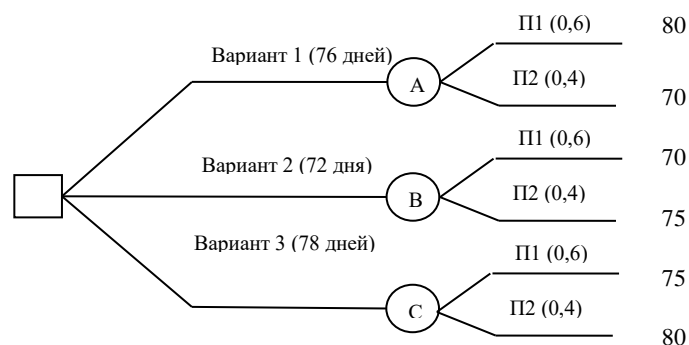 П1 (0,6) 80
Вариант 1 (76 дней)
А
П2 (0,4) 70
П1 (0,6) 70
Вариант 2 (72 дня)
В
П2 (0,4) 75
Вариант 3 (78 дней)
П1 (0,6) 75
С
П2 (0,4) 80